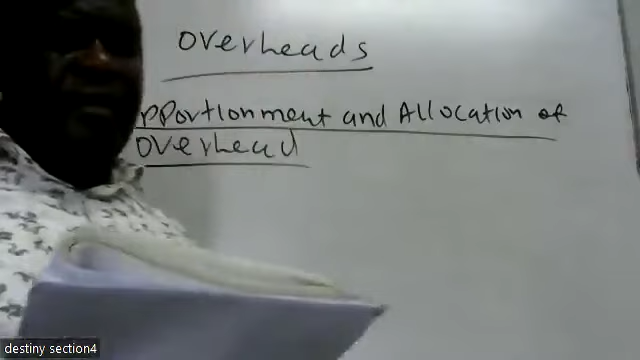 Overheads
pportionment and Allocation of
overhead
destiny section4